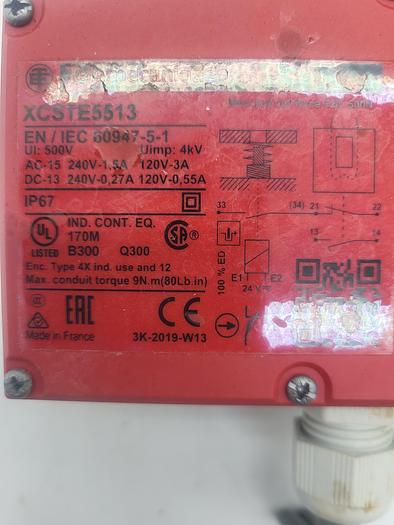 XCSTE5513
EN / IEC 60947-5-1
Ui: 500V Uimp: 4kV
AC-15 240V-1,5A 120V-3A
DC-13 240V-0,27A 120V-0,55A
IP67
UL
LISTED
IND. CONT. EQ.
170M
B300 Q300
SA
Enc. Type 4X ind. use and 12
Max. conduit torque 9N.m(80Lb.in)
EAC
CE
Made in France
3K-2019-W13
33 (34) 21 22
13 14
100 % ED
E1 E2
24 V